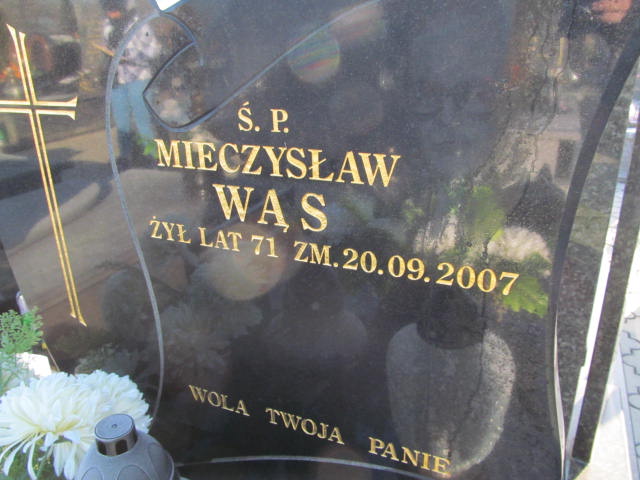 Ś. P.
MIECZYSŁAW
WĄS
ŻYŁ LAT 71 ZM. 20.09.2007
WOLA TWOJA PANIE